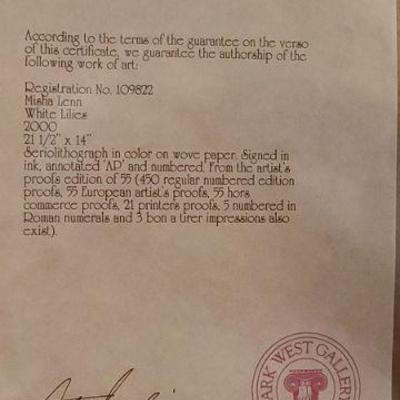 According to the terms of the guarantee on the verso
of this certificate, we guarantee the authorship of the
following work of art:
Registration No. 109822
Misha Lenn
White Lilies
2000
21 1/2" x 14"
Seriolithograph in color on wove paper. Signed in
ink, annotated 'AP' and numbered. From the artist's
proofs edition of 55 (450 regular numbered edition
proofs, 55 European artist's proofs, 55 hors
commerce proofs, 21 printer's proofs, 5 numbered in
Roman numerals and 3 bon a tirer impressions also
exist).
ARK WEST GALLER